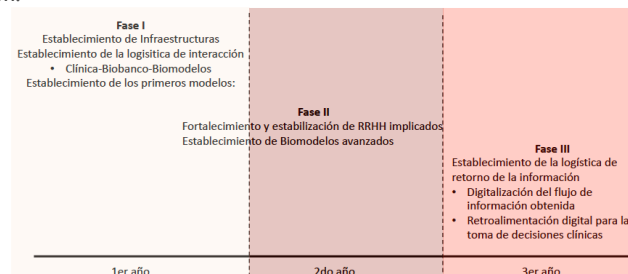 Fase I
Establecimiento de Infraestructuras
Establecimiento de la logisitica de interacción
• Clínica-Biobanco-Biomodelos
Establecimiento de los primeros modelos:
Fase II
Fortalecimiento y estabilización de RRHH implicados
Establecimiento de Biomodelos avanzados
Fase III
Establecimiento de la logística de
retorno de la información
• Digitalización del flujo de
información obtenida
• Retroalimentación digital para la
toma de decisiones clínicas
1er año
2do año
3er año